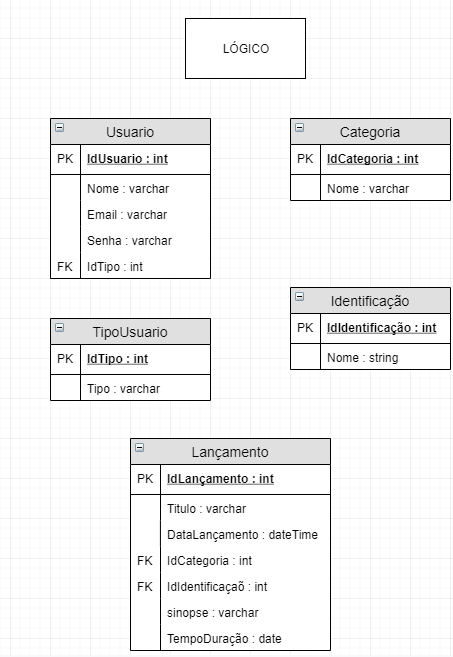 LÓGICO
Usuario
PK IdUsuario : int
Nome : varchar
Email : varchar
Senha : varchar
FK IdTipo : int
Categoria
PK IdCategoria : int
Nome : varchar
TipoUsuario
PK IdTipo : int
Tipo : varchar
Identificação
PK IdIdentificação : int
Nome : string
Lançamento
PK IdLançamento : int
Titulo : varchar
DataLançamento : dateTime
FK IdCategoria : int
FK IdIdentificaçaõ : int
sinopse : varchar
TempoDuração : date